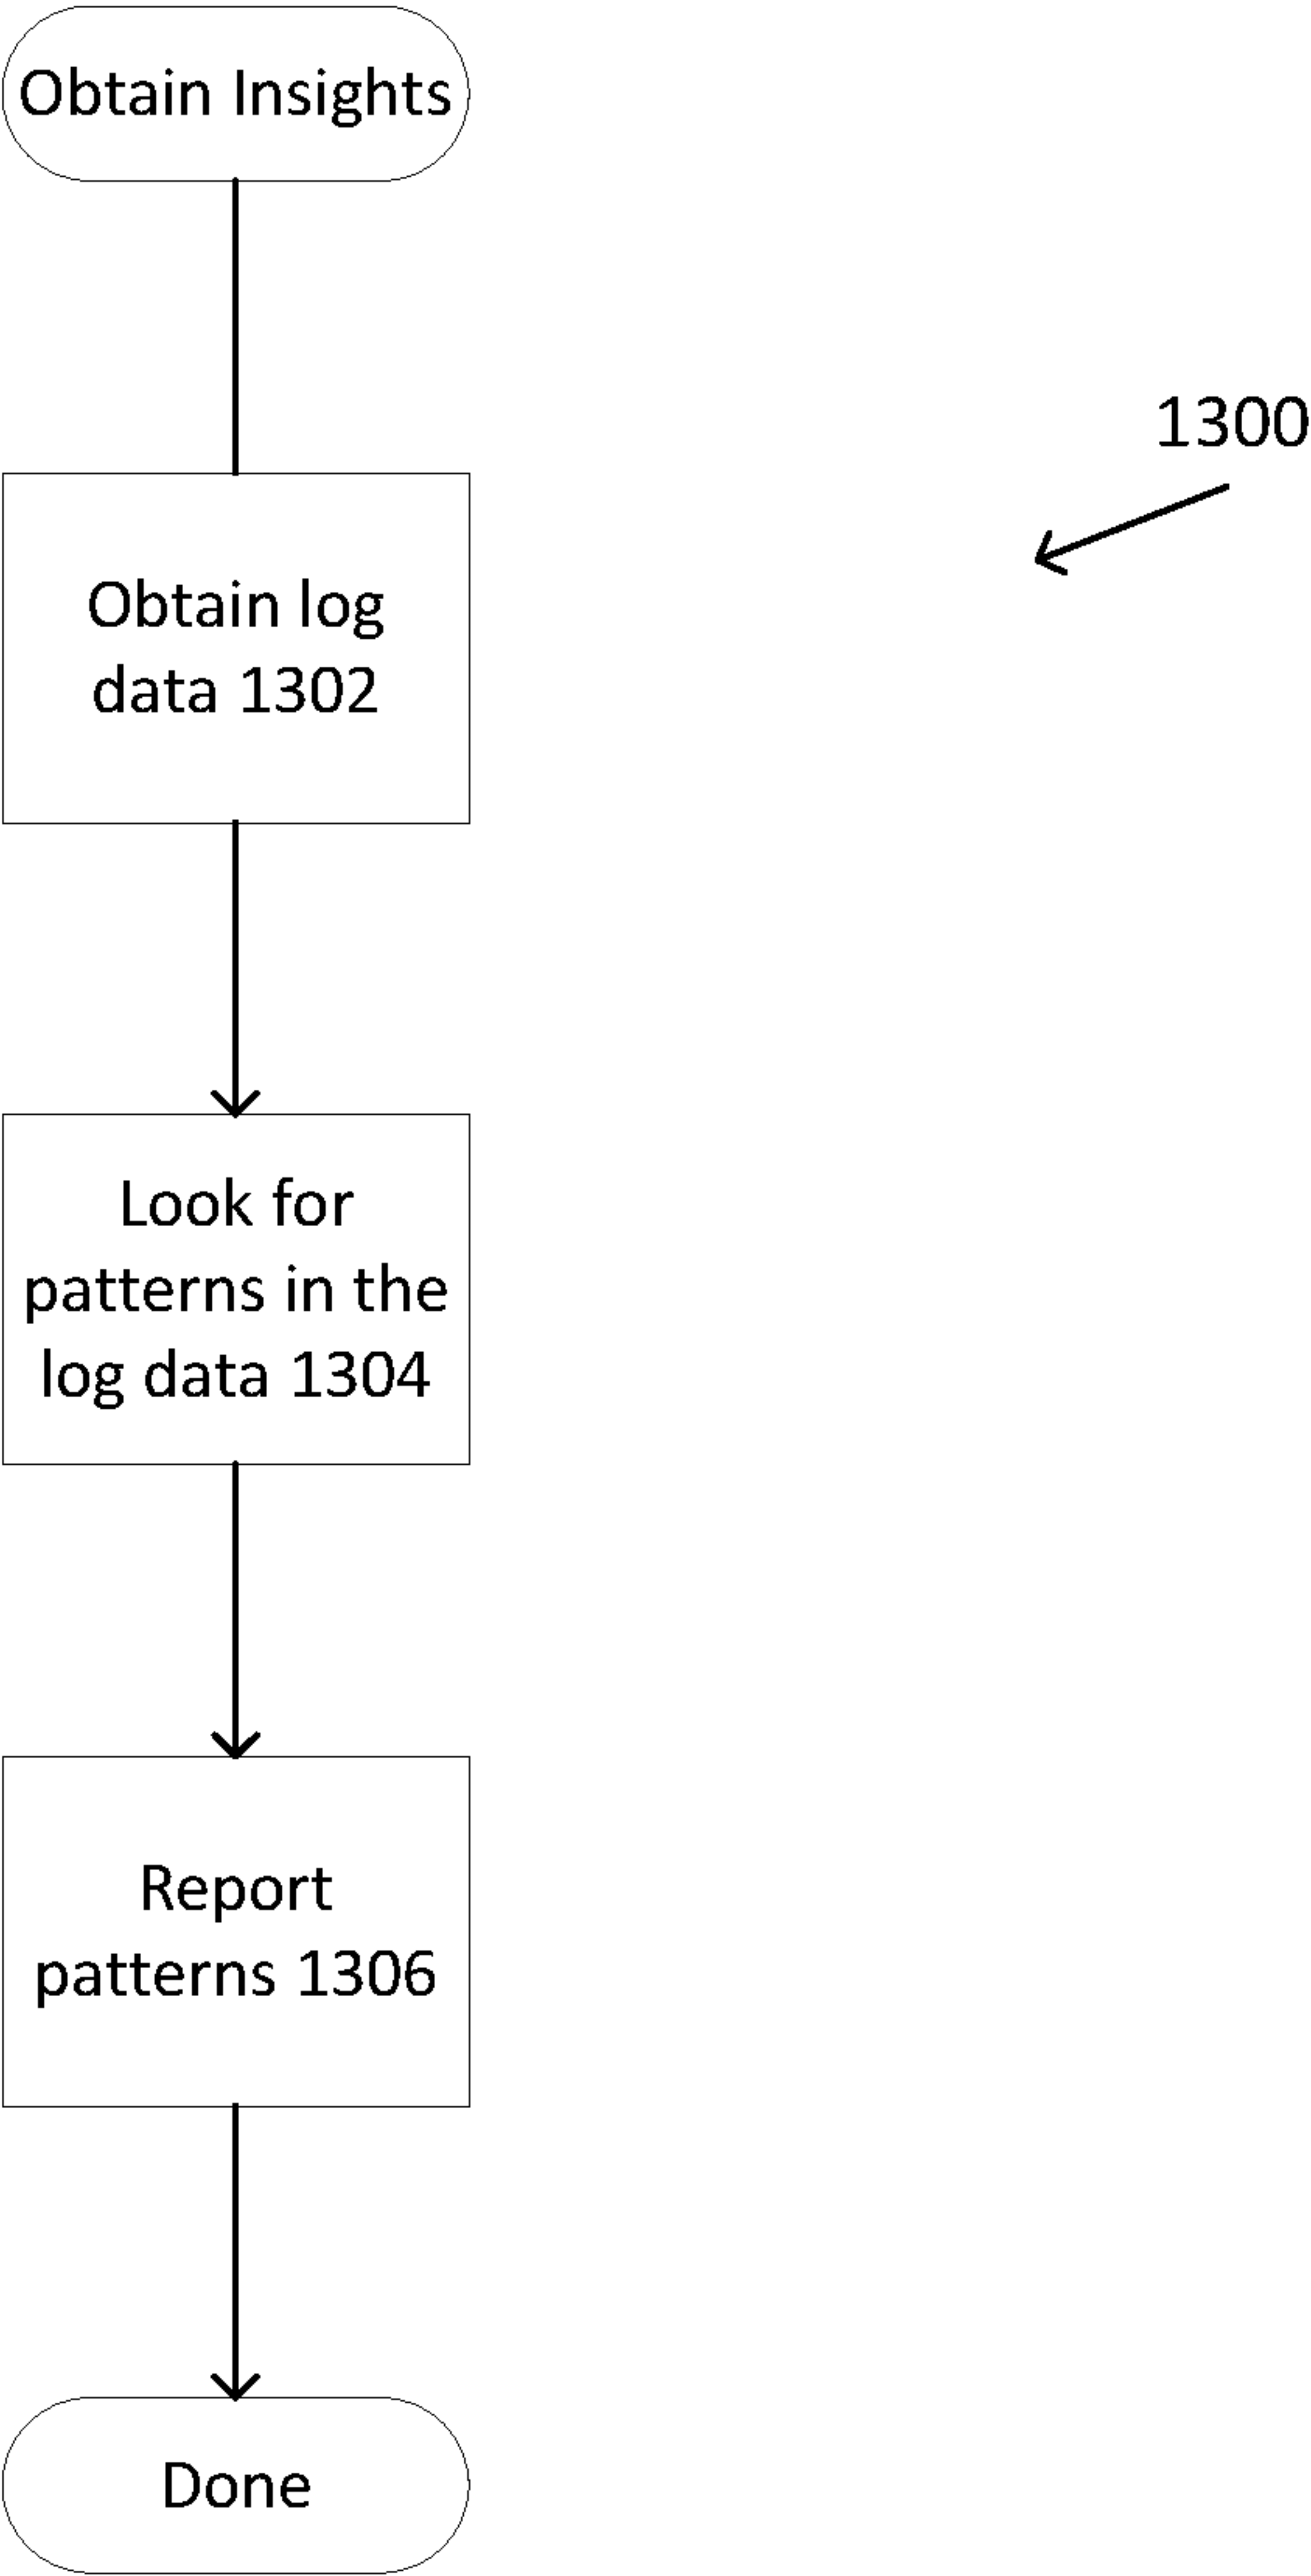 Obtain Insights
1300
Obtain log
data 1302
Look for
patterns in the
log data 1304
Report
patterns 1306
Done